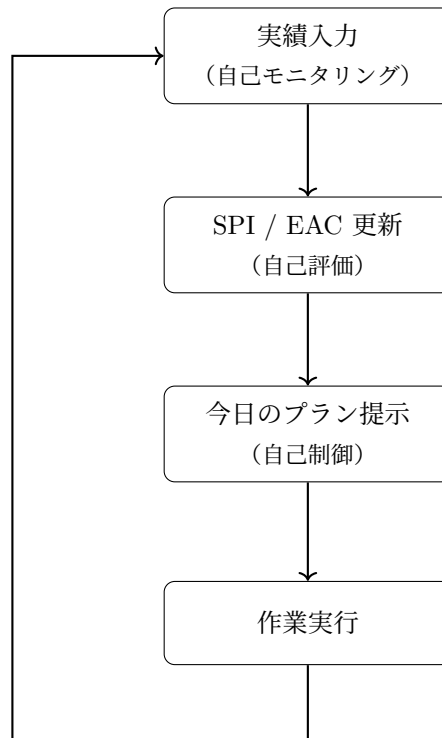 実績入力
（自己モニタリング）
SPI / EAC 更新
（自己評価）
今日のプラン提示
（自己制御）
作業実行